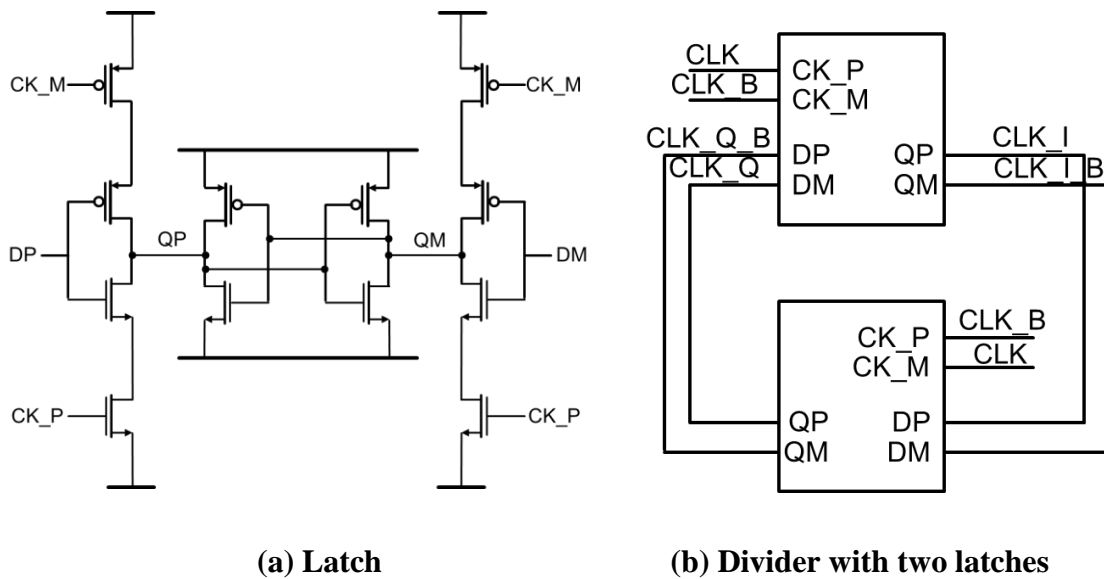 CK_M
CK_M
DP
QP
QM
DM
CK_P
CK_P
(a) Latch
CLK
CLK_B
CK_P
CK_M
CLK_Q_B
CLK_Q
DP
DM
QP
QM
CLK_I
CLK_I_B
CK_P
CK_M
CLK_B
CLK
QP
QM
DP
DM
(b) Divider with two latches